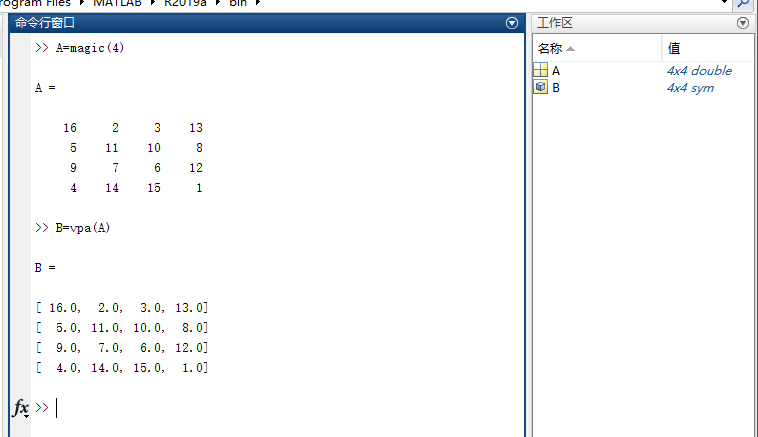 rogram Files ▸ MATLAB ▸ R2019a ▸ bin ▸
命令行窗口
>> A=magic(4)
A =
16 2 3 13
5 11 10 8
9 7 6 12
4 14 15 1
>> B=vpa(A)
B =
[ 16.0, 2.0, 3.0, 13.0]
[ 5.0, 11.0, 10.0, 8.0]
[ 9.0, 7.0, 6.0, 12.0]
[ 4.0, 14.0, 15.0, 1.0]
fx >>
工作区
名称 值
A 4x4 double
B 4x4 sym